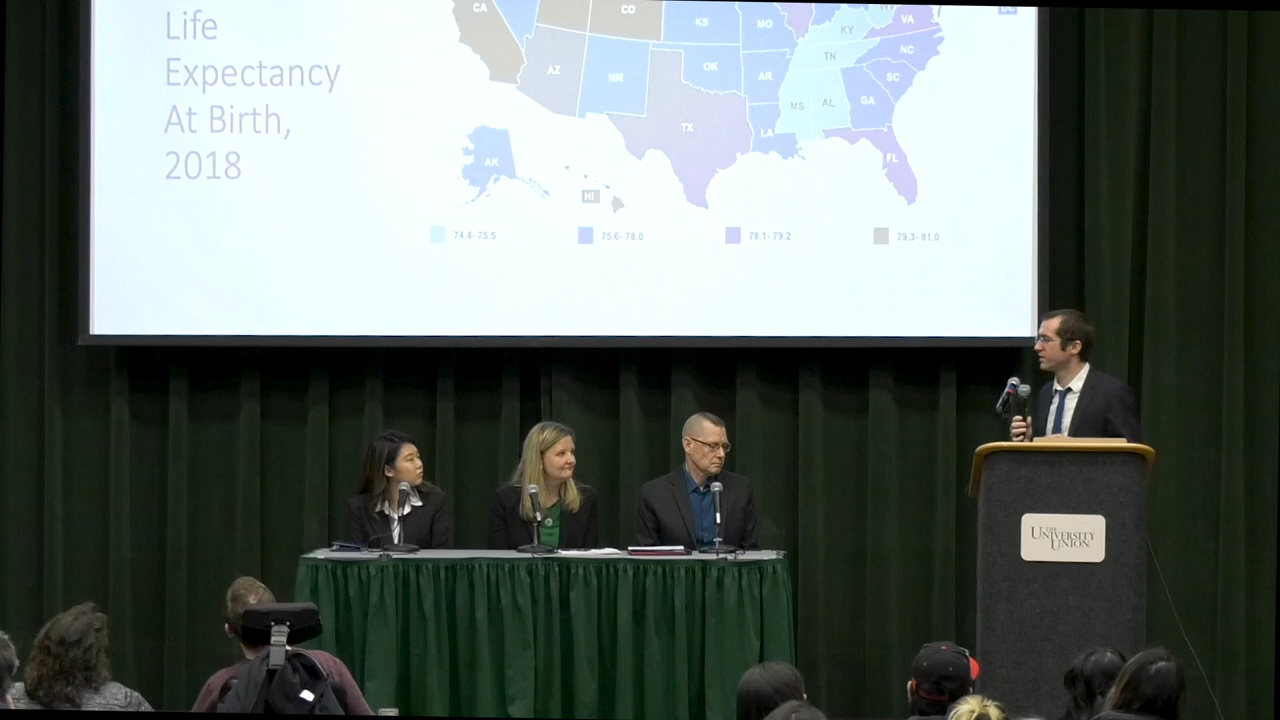 Life
Expectancy
At Birth,
2018
CA
CO
KS
MO
KY
VA
AZ
NM
OK
AR
TN
NC
SC
MS
AL
GA
TX
LA
AK
FL
HI
74.4- 75.5
75.6- 78.0
78.1- 79.2
79.3- 81.0
THE
UNIVERSITY
UNION